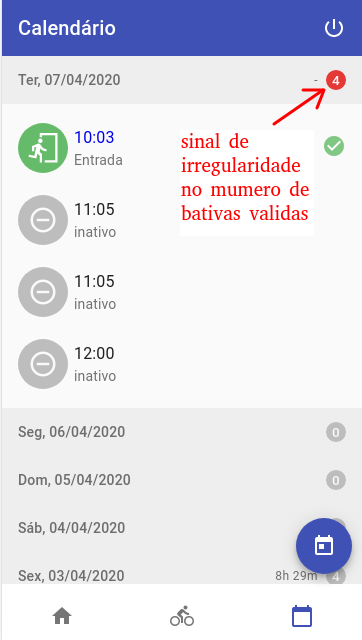 Calendário
Ter, 07/04/2020 - 4
10:03
Entrada
sinal de
irregularidade
no mumero de
bativas validas
11:05
inativo
11:05
inativo
12:00
inativo
Seg, 06/04/2020 0
Dom, 05/04/2020 0
Sáb, 04/04/2020
Sex, 03/04/2020 8h 29m 4